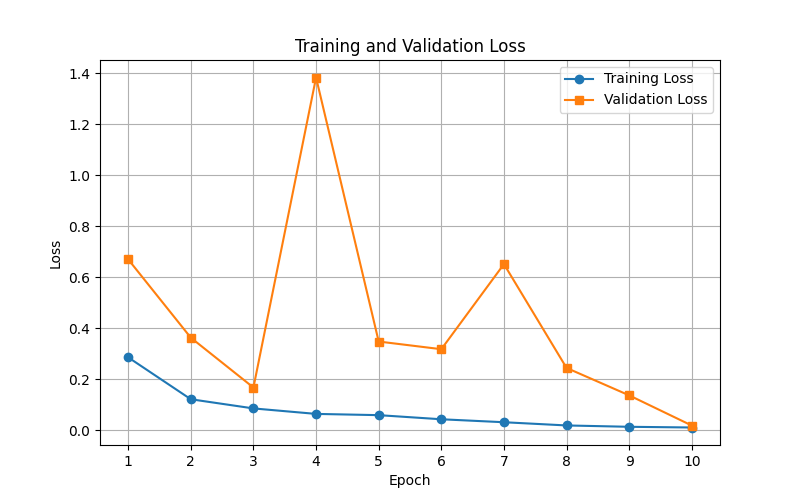 Training and Validation Loss
Training Loss
Validation Loss
Loss
1.4
1.2
1.0
0.8
0.6
0.4
0.2
0.0
1 2 3 4 5 6 7 8 9 10
Epoch